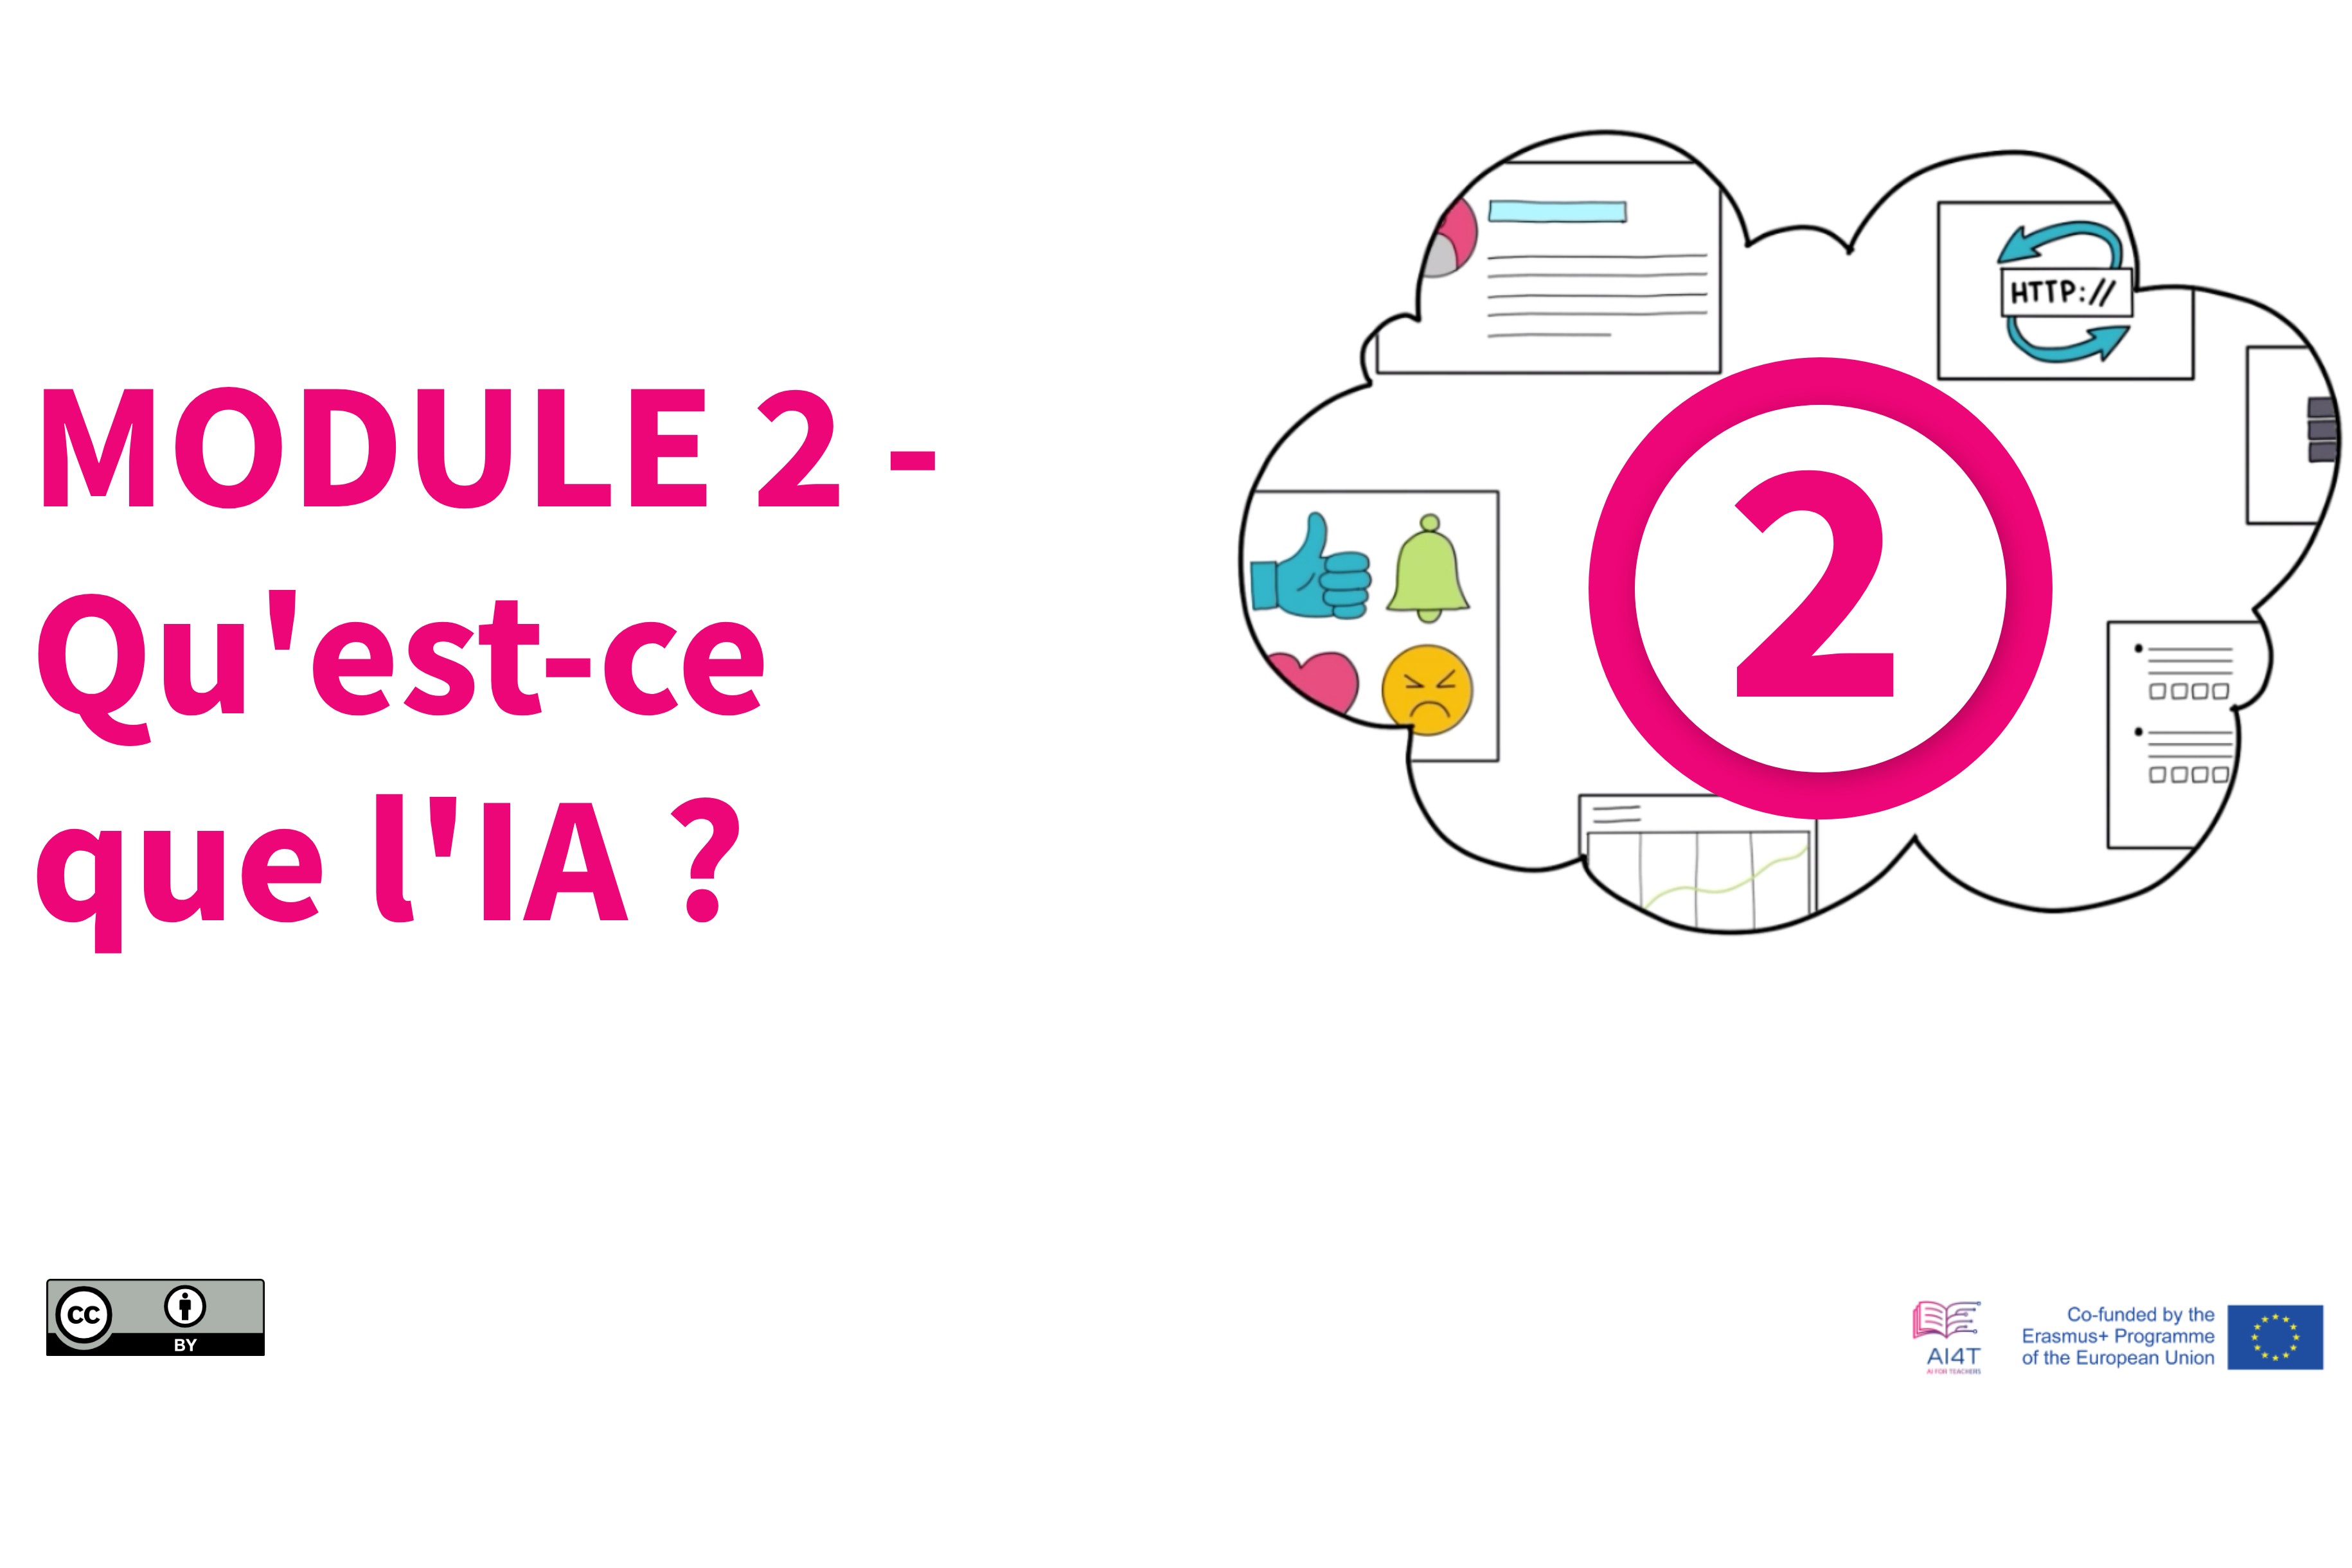 MODULE 2 -
Qu'est-ce
que l'IA ?
HTTP://
2
CC
BY
AI4T
AI FOR TEACHERS
Co-funded by the
Erasmus+ Programme
of the European Union